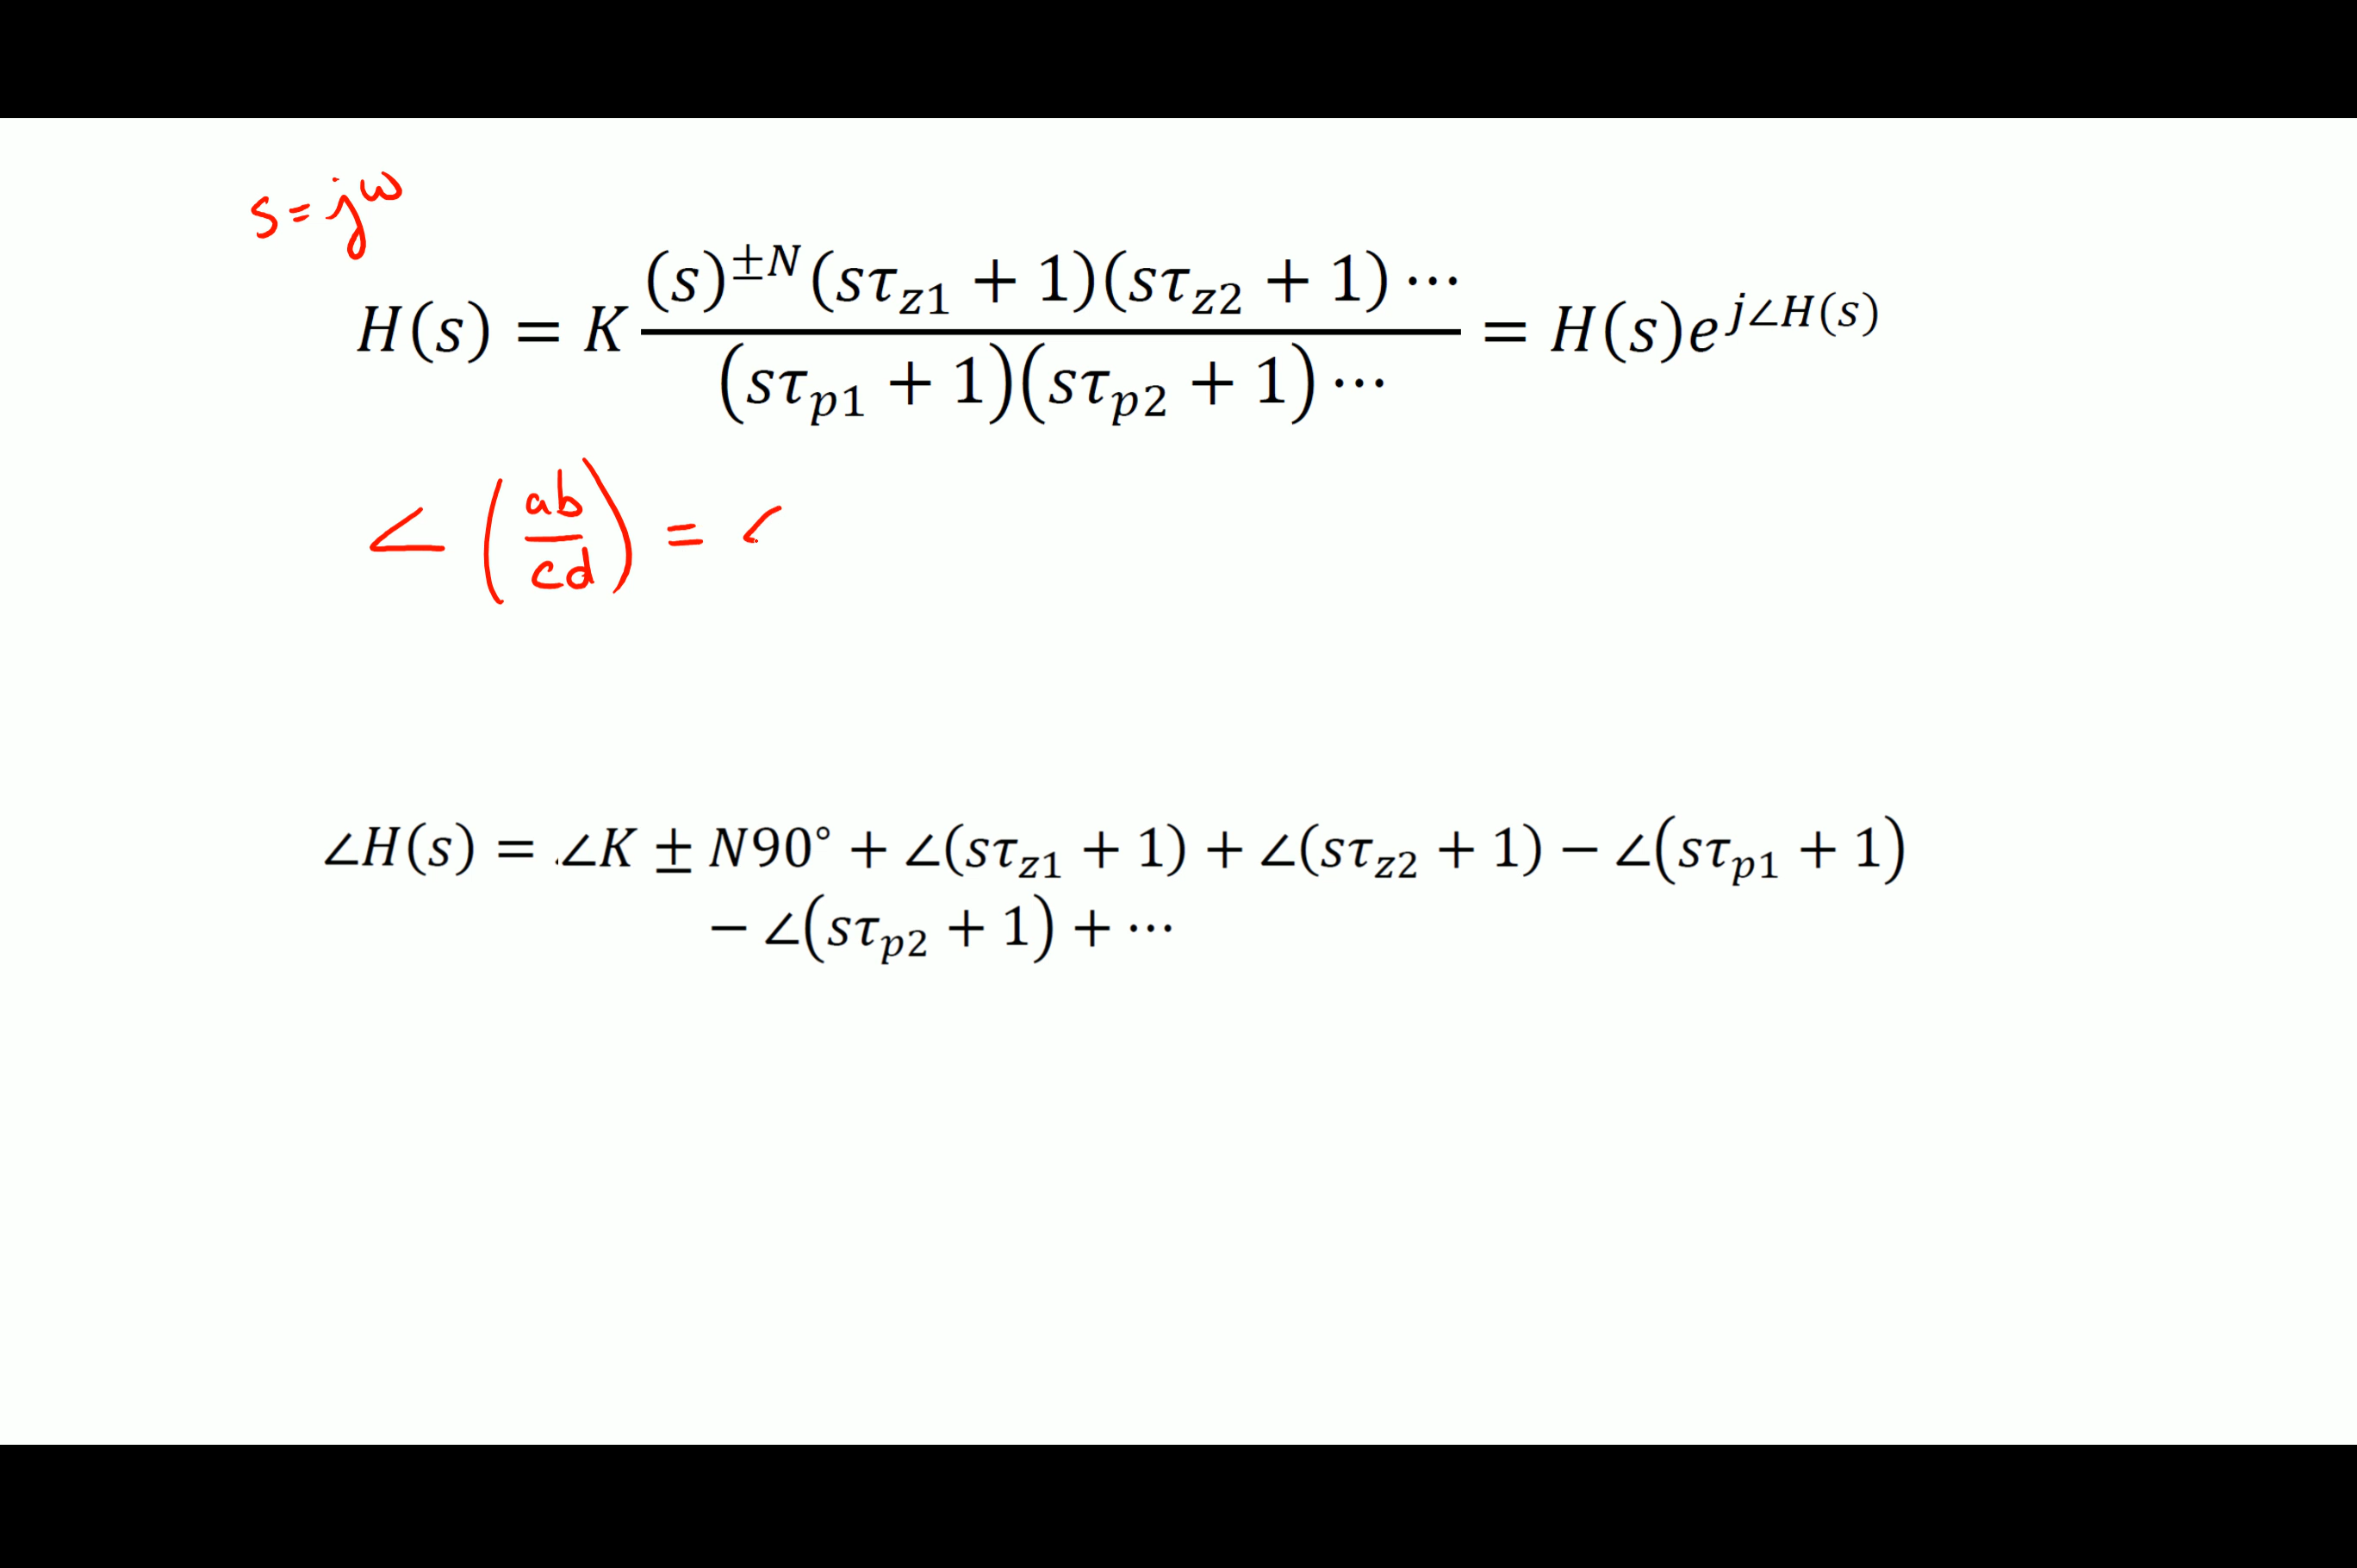 s=jω
H(s) = K (s)^{±N}(sτ_{z1} + 1)(sτ_{z2} + 1)⋯ / (sτ_{p1} + 1)(sτ_{p2} + 1)⋯ = H(s)e^{j∠H(s)}
∠(ab/cd) =
∠H(s) = ∠K ± N90° + ∠(sτ_{z1} + 1) + ∠(sτ_{z2} + 1) − ∠(sτ_{p1} + 1)
− ∠(sτ_{p2} + 1) + ⋯